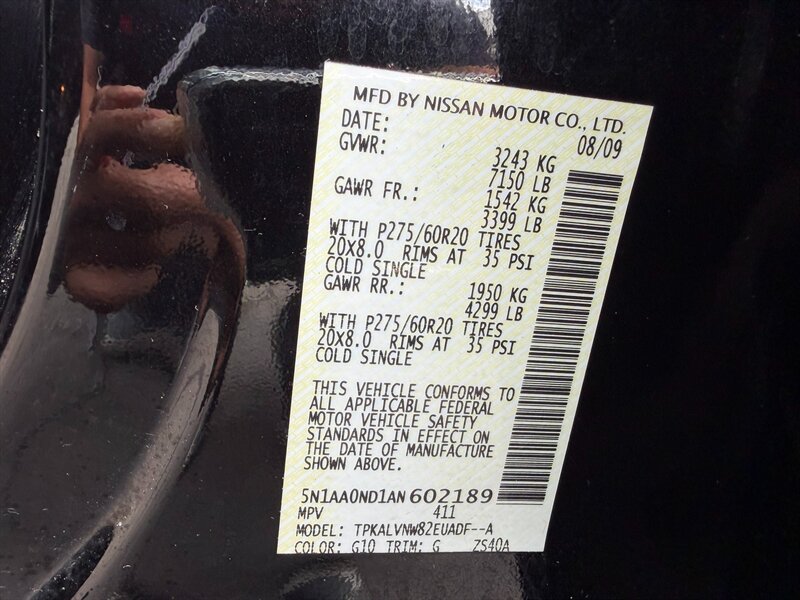 MFD BY NISSAN MOTOR CO., LTD.
DATE: 08/09
GVWR: 3243 KG
7150 LB
GAWR FR.: 1542 KG
3399 LB
WITH P275/60R20 TIRES
20X8.0 RIMS AT 35 PSI
COLD SINGLE
GAWR RR.: 1950 KG
4299 LB
WITH P275/60R20 TIRES
20X8.0 RIMS AT 35 PSI
COLD SINGLE
THIS VEHICLE CONFORMS TO
ALL APPLICABLE FEDERAL
MOTOR VEHICLE SAFETY
STANDARDS IN EFFECT ON
THE DATE OF MANUFACTURE
SHOWN ABOVE.
5N1AA0ND1AN602189
MPV 411
MODEL: TPKALVNW82EUADF--A
COLOR: G10 TRIM: G ZS40A